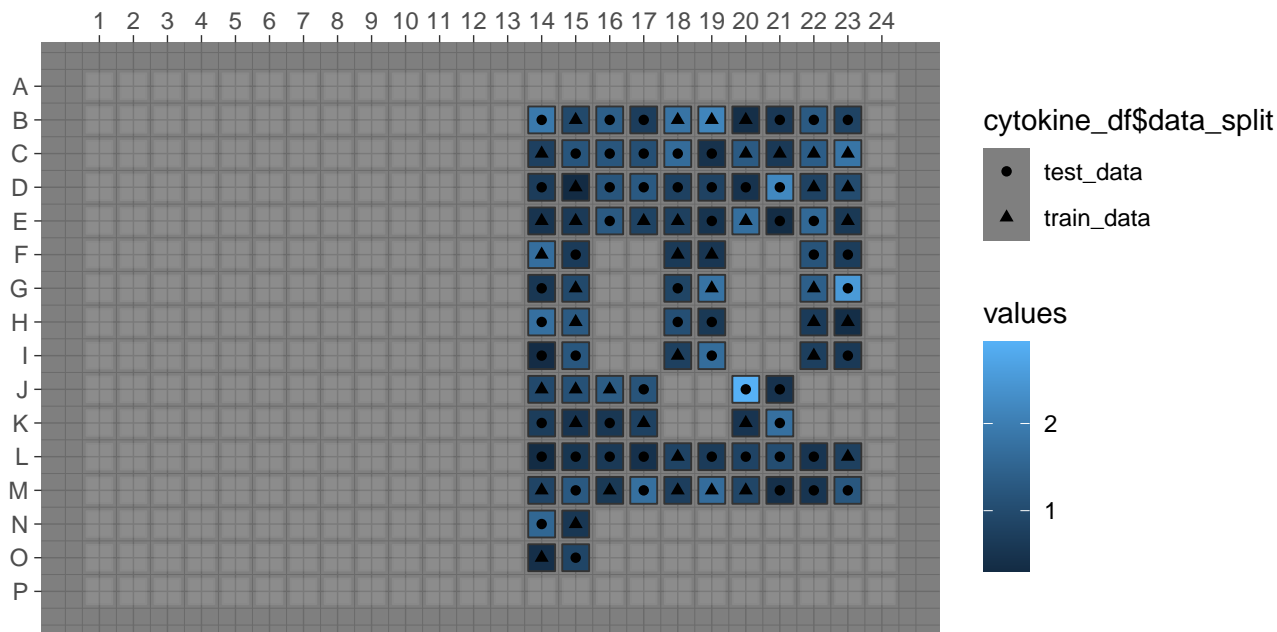 1 2 3 4 5 6 7 8 9 10 11 12 13 14 15 16 17 18 19 20 21 22 23 24
A
B
C
D
E
F
G
H
I
J
K
L
M
N
O
P
cytokine_df$data_split
test_data
train_data
values
2
1